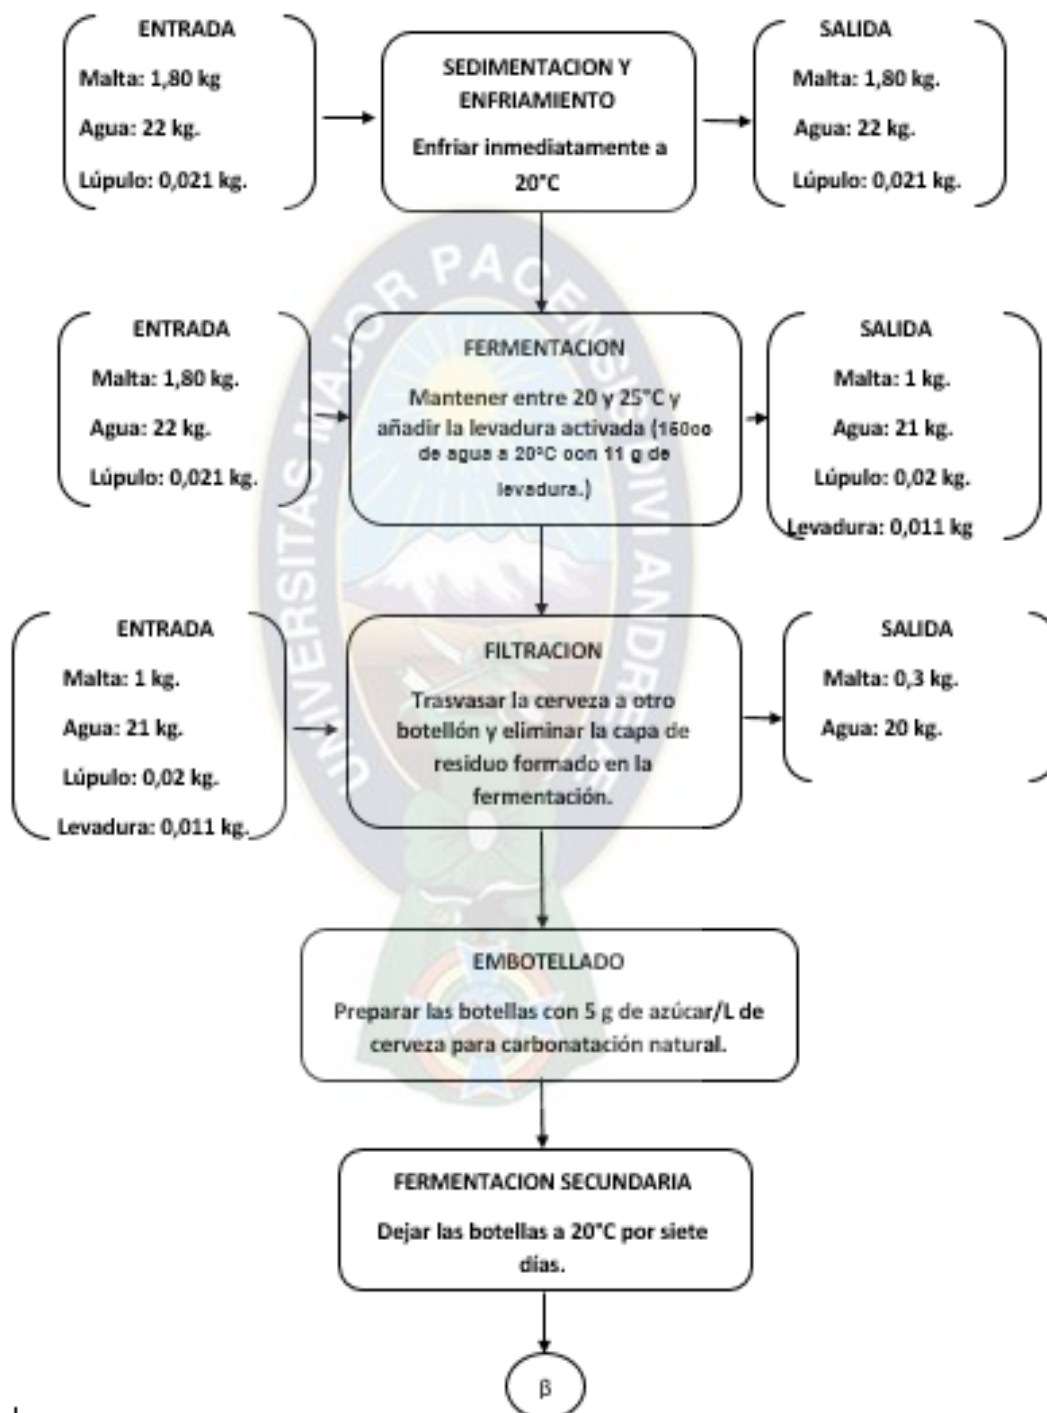 ENTRADA
Malta: 1,80 kg
Agua: 22 kg.
Lúpulo: 0,021 kg.
SEDIMENTACION Y
ENFRIAMIENTO
Enfriar inmediatamente a
20°C
SALIDA
Malta: 1,80 kg.
Agua: 22 kg.
Lúpulo: 0,021 kg.
ENTRADA
Malta: 1,80 kg.
Agua: 22 kg.
Lúpulo: 0,021 kg.
FERMENTACION
Mantener entre 20 y 25°C y
añadir la levadura activada (150cc
de agua a 20°C con 11 g de
levadura.)
SALIDA
Malta: 1 kg.
Agua: 21 kg.
Lúpulo: 0,02 kg.
Levadura: 0,011 kg
ENTRADA
Malta: 1 kg.
Agua: 21 kg.
Lúpulo: 0,02 kg.
Levadura: 0,011 kg.
FILTRACION
Trasvasar la cerveza a otro
botellón y eliminar la capa de
residuo formado en la
fermentación.
SALIDA
Malta: 0,3 kg.
Agua: 20 kg.
EMBOTELLADO
Preparar las botellas con 5 g de azúcar/L de
cerveza para carbonatación natural.
FERMENTACION SECUNDARIA
Dejar las botellas a 20°C por siete
días.
β
UNIVERSITAS MAJOR PACENSIS DIVI ANDREAE